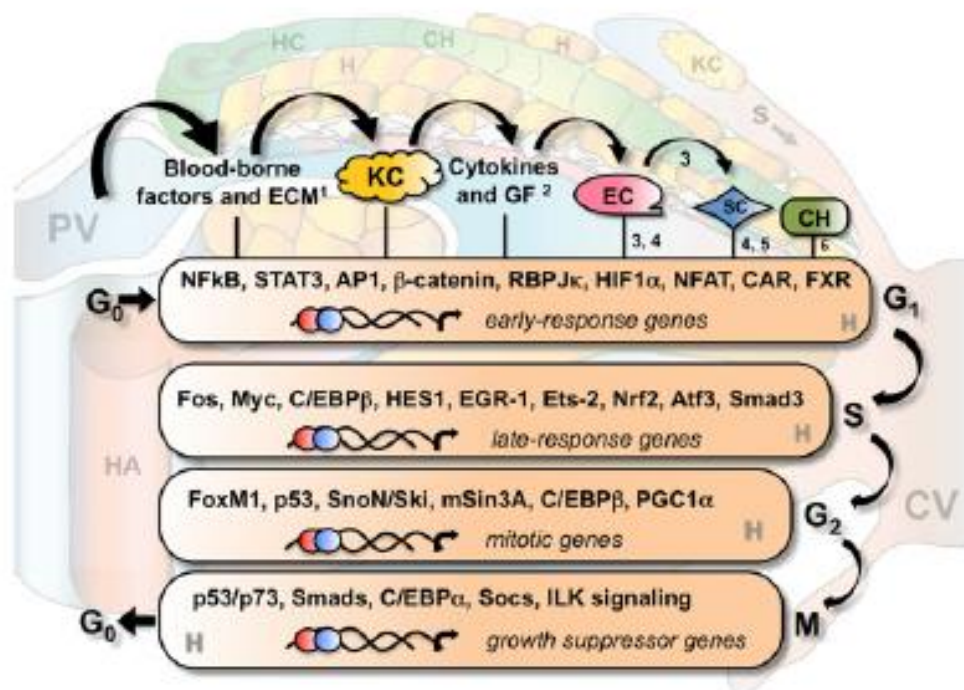 HC
CH
H
H
KC
S
PV
Blood-borne
factors and ECM¹
KC
Cytokines
and GF ²
EC
3
SC
CH
3, 4
4, 5
6
G₀
NFkB, STAT3, AP1, β-catenin, RBPJκ, HIF1α, NFAT, CAR, FXR
early-response genes
H
G₁
Fos, Myc, C/EBPβ, HES1, EGR-1, Ets-2, Nrf2, Atf3, Smad3
late-response genes
H
S
HA
CV
FoxM1, p53, SnoN/Ski, mSin3A, C/EBPβ, PGC1α
mitotic genes
H
G₂
p53/p73, Smads, C/EBPα, Socs, ILK signaling
growth suppressor genes
H
M
G₀